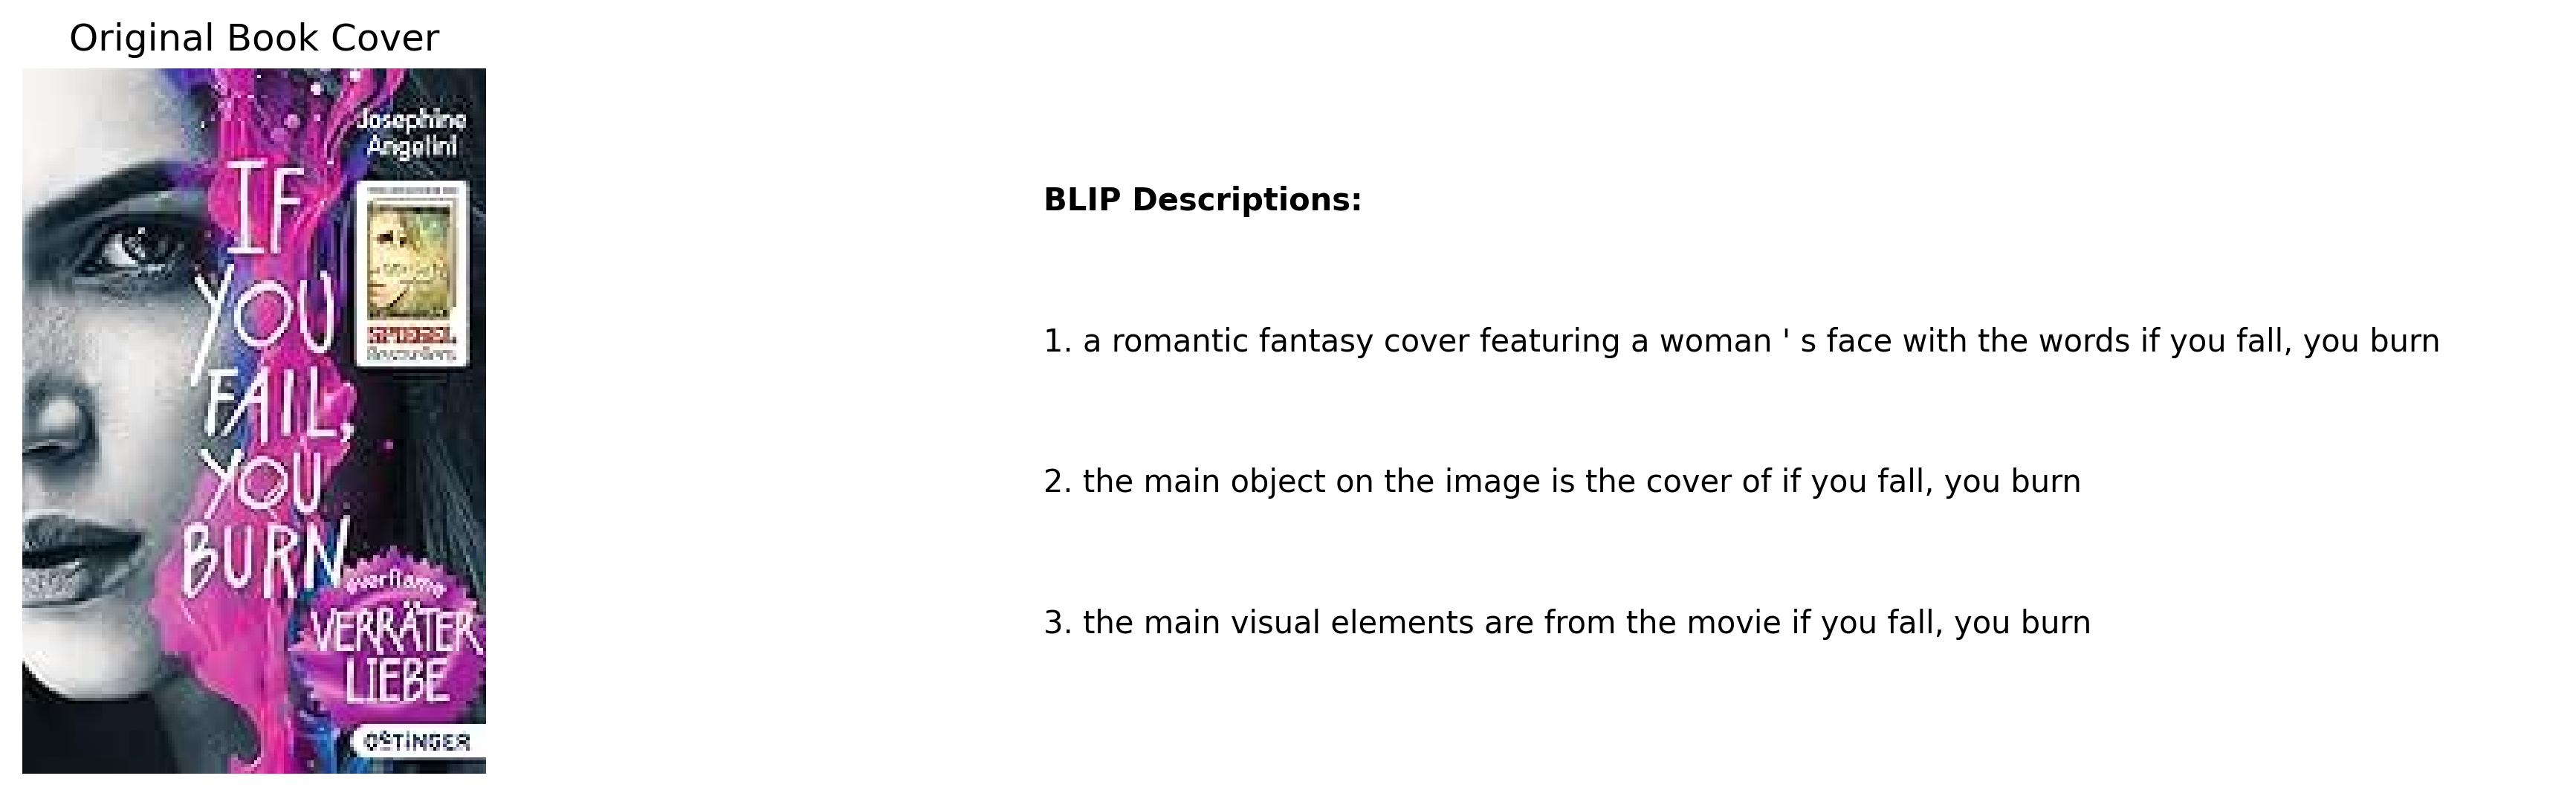 Original Book Cover
Josephine
Angelini
IF
YOU
FAIL,
YOU
BURN
SPIEGEL
Bestsellers
everflame
VERRÄTER
LIEBE
OETINGER
BLIP Descriptions:
1. a romantic fantasy cover featuring a woman ' s face with the words if you fall, you burn
2. the main object on the image is the cover of if you fall, you burn
3. the main visual elements are from the movie if you fall, you burn